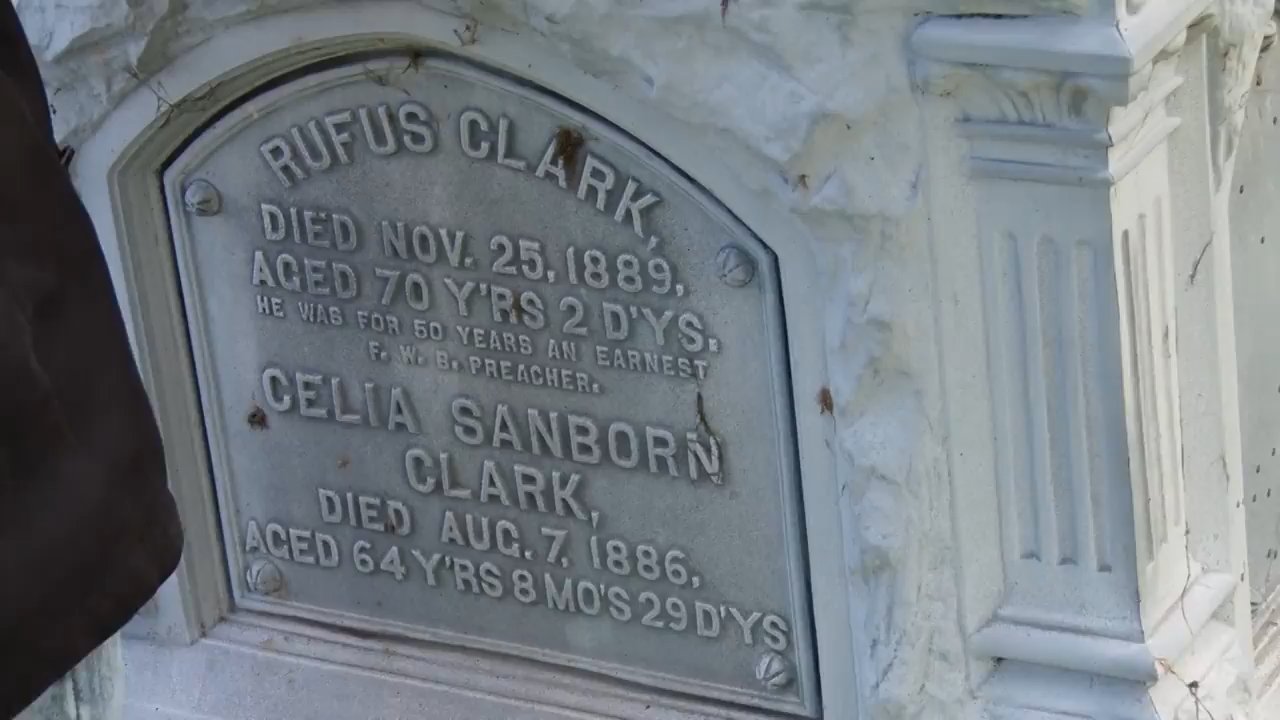 RUFUS CLARK,
DIED NOV. 25, 1889,
AGED 70 Y'RS 2 D'YS.
HE WAS FOR 50 YEARS AN EARNEST
F. W. B. PREACHER.
CELIA SANBORN
CLARK,
DIED AUG. 7, 1886,
AGED 64 Y'RS 8 MO'S 29 D'YS